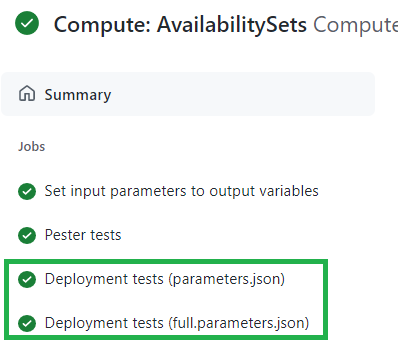 Compute: AvailabilitySets Compute
Summary
Jobs
Set input parameters to output variables
Pester tests
Deployment tests (parameters.json)
Deployment tests (full.parameters.json)